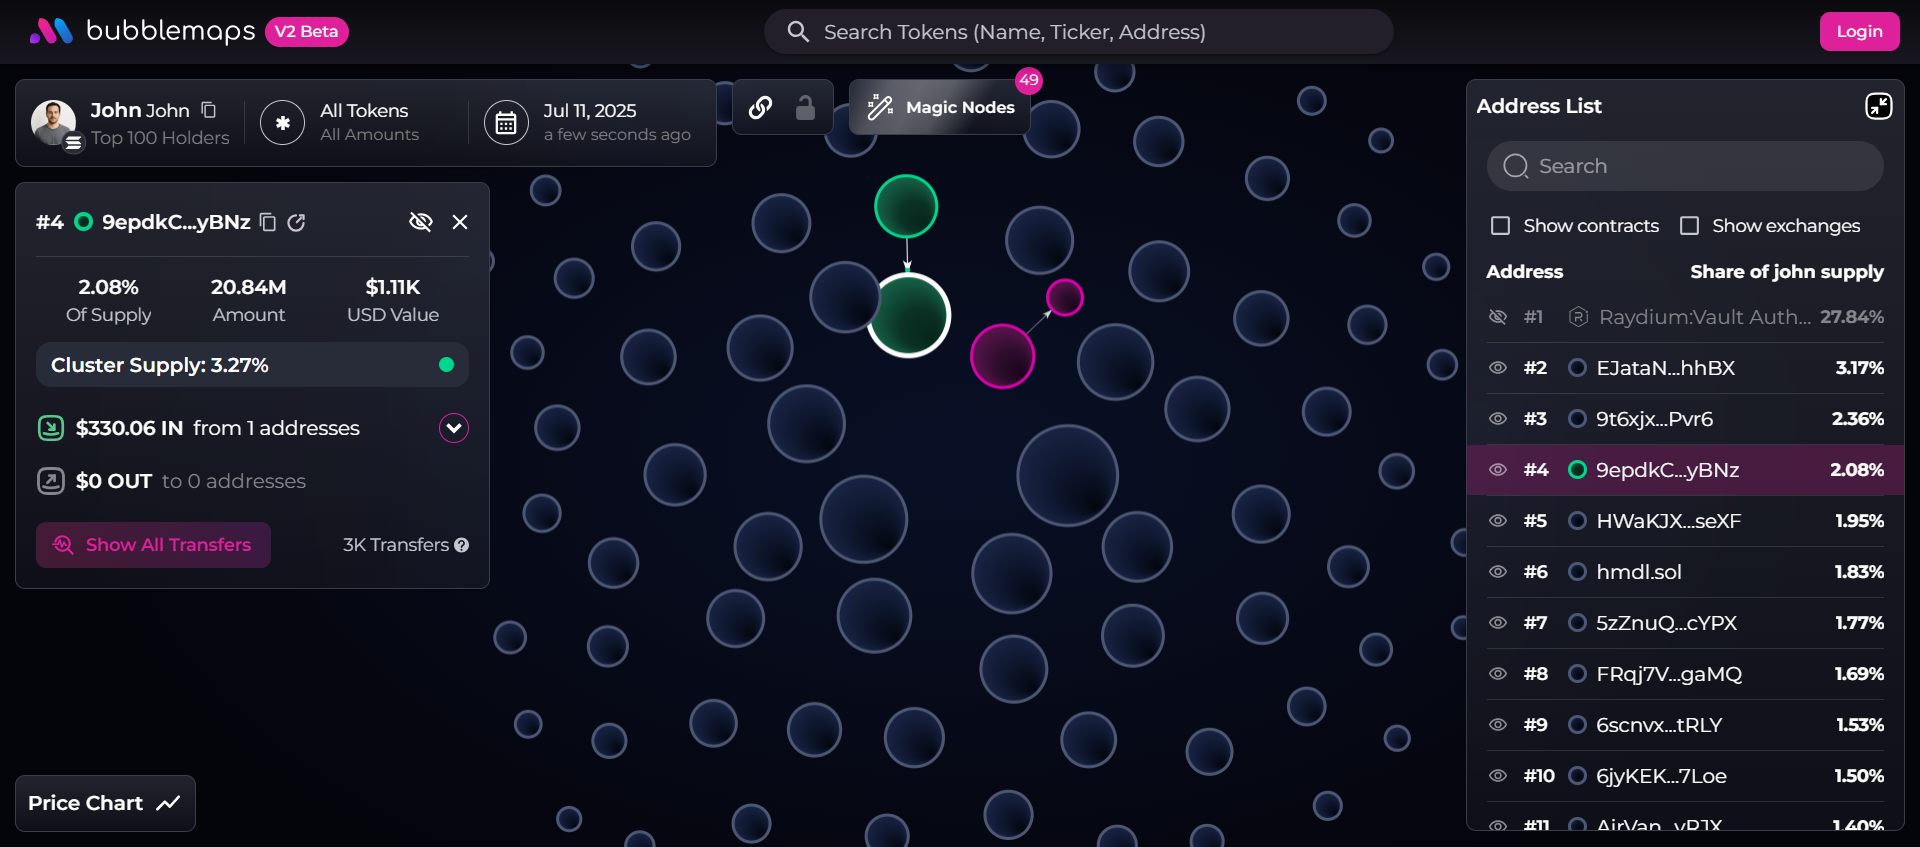 bubblemaps V2 Beta
Search Tokens (Name, Ticker, Address)
Login
John John
Top 100 Holders
All Tokens
All Amounts
Jul 11, 2025
a few seconds ago
Magic Nodes
49
#4 9epdkC...yBNz
2.08% 20.84M $1.11K
Of Supply Amount USD Value
Cluster Supply: 3.27%
$330.06 IN from 1 addresses
$0 OUT to 0 addresses
Show All Transfers 3K Transfers ?
Price Chart
Address List
Search
Show contracts Show exchanges
Address Share of john supply
#1 Raydium:Vault Auth... 27.84%
#2 EJataN...hhBX 3.17%
#3 9t6xjx...Pvr6 2.36%
#4 9epdkC...yBNz 2.08%
#5 HWaKJX...seXF 1.95%
#6 hmdl.sol 1.83%
#7 5zZnuQ...cYPX 1.77%
#8 FRqj7V...gaMQ 1.69%
#9 6scnvx...tRLY 1.53%
#10 6jyKEK...7Loe 1.50%
#11 1.40%